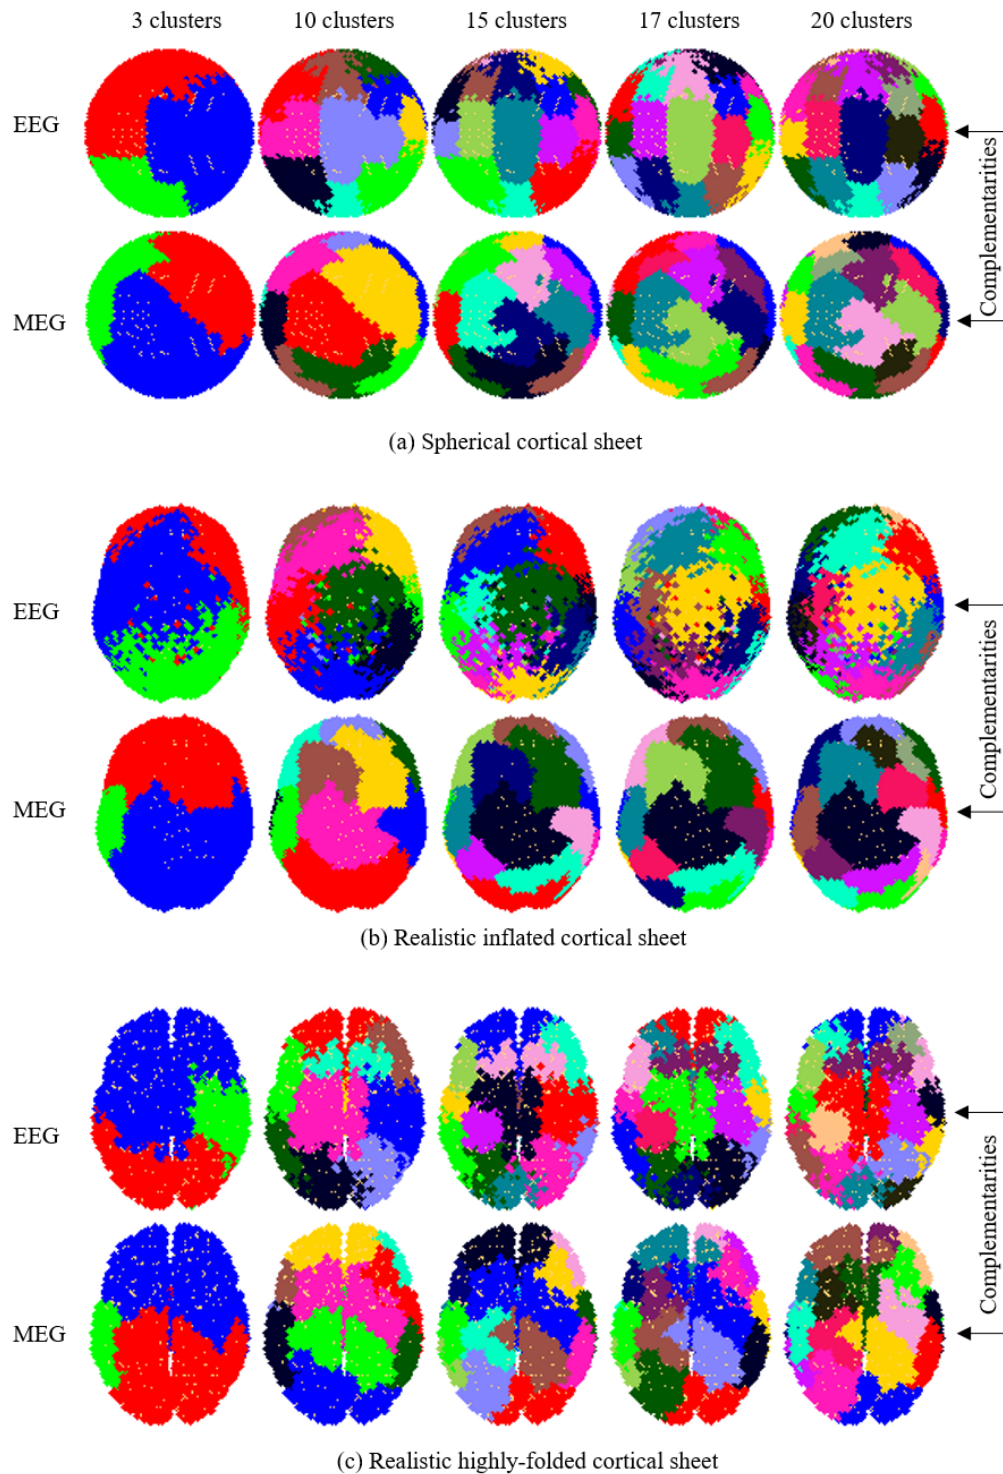 3 clusters 10 clusters 15 clusters 17 clusters 20 clusters
EEG
MEG
Complementarities
(a) Spherical cortical sheet
EEG
MEG
Complementarities
(b) Realistic inflated cortical sheet
EEG
MEG
Complementarities
(c) Realistic highly-folded cortical sheet